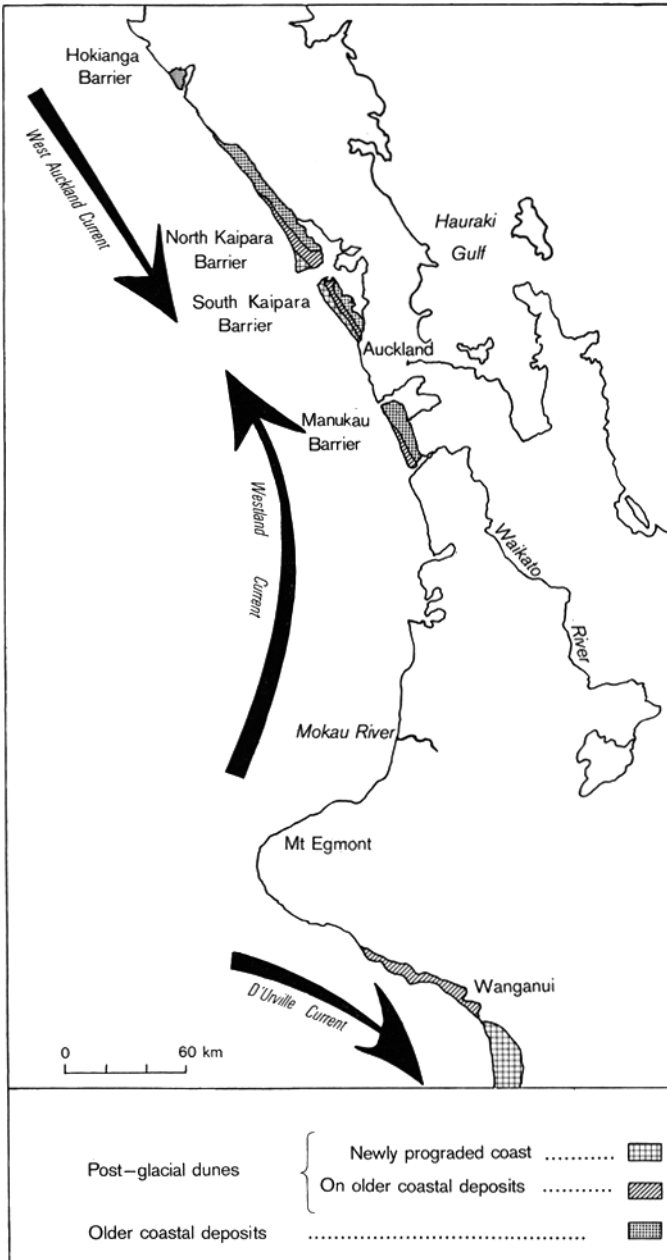 Hokianga
Barrier
West Auckland Current
North Kaipara
Barrier
Hauraki
Gulf
South Kaipara
Barrier
Auckland
Manukau
Barrier
Westland Current
Waikato
River
Mokau River
Mt Egmont
Wanganui
D'Urville Current
0 60 km
Post-glacial dunes
Newly prograded coast ..........
On older coastal deposits ............
Older coastal deposits ..........................................